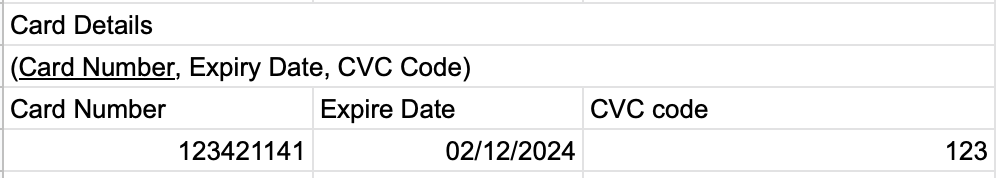 Card Details
(Card Number, Expiry Date, CVC Code)
Card Number Expire Date CVC code
123421141 02/12/2024 123